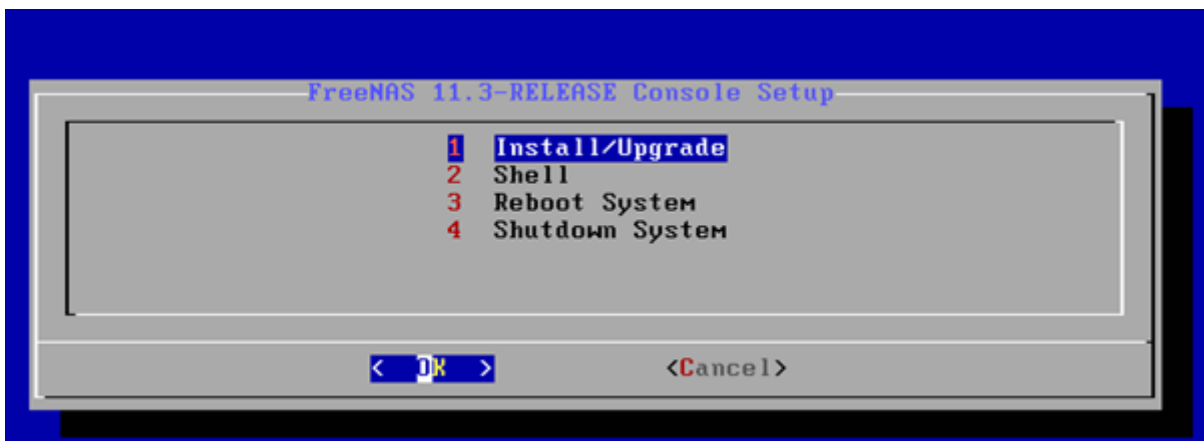 FreeNAS 11.3-RELEASE Console Setup
1 Install/Upgrade
2 Shell
3 Reboot System
4 Shutdown System
< OK > <Cancel>